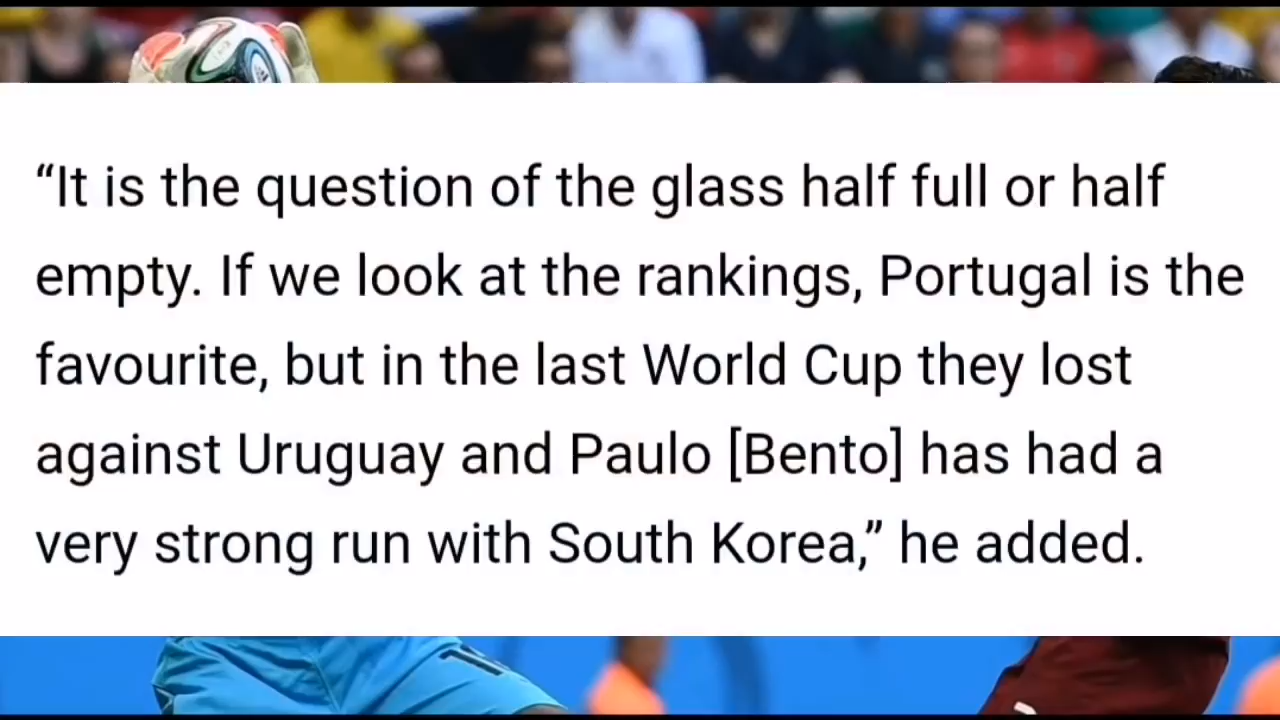 “It is the question of the glass half full or half
empty. If we look at the rankings, Portugal is the
favourite, but in the last World Cup they lost
against Uruguay and Paulo [Bento] has had a
very strong run with South Korea,” he added.